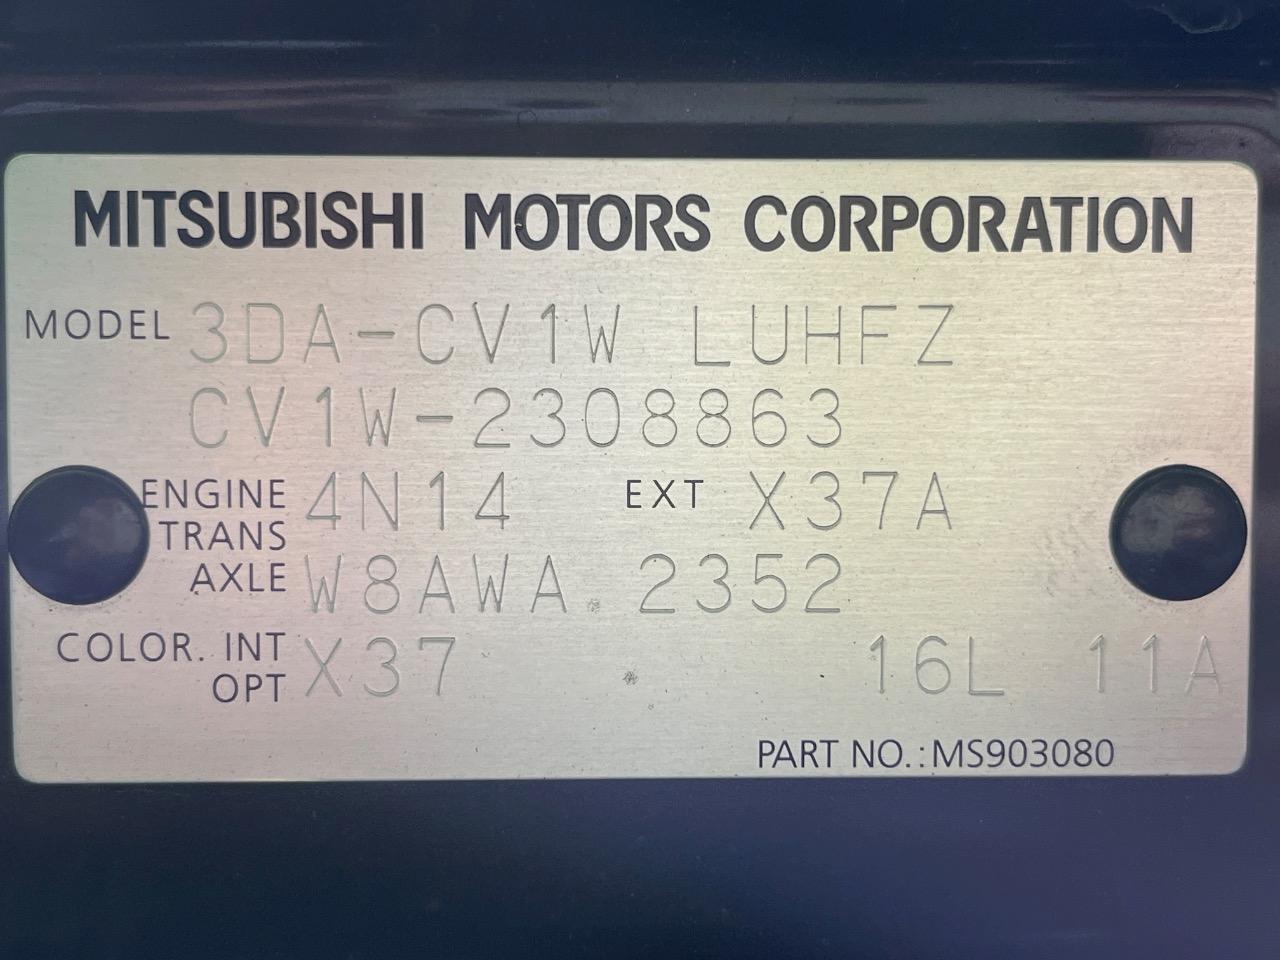 MITSUBISHI MOTORS CORPORATION
MODEL 3DA-CV1W LUHFZ
CV1W-2308863
ENGINE 4N14 EXT X37A
TRANS
AXLE W8AWA 2352
COLOR. INT X37 16L 11A
OPT
PART NO.:MS903080